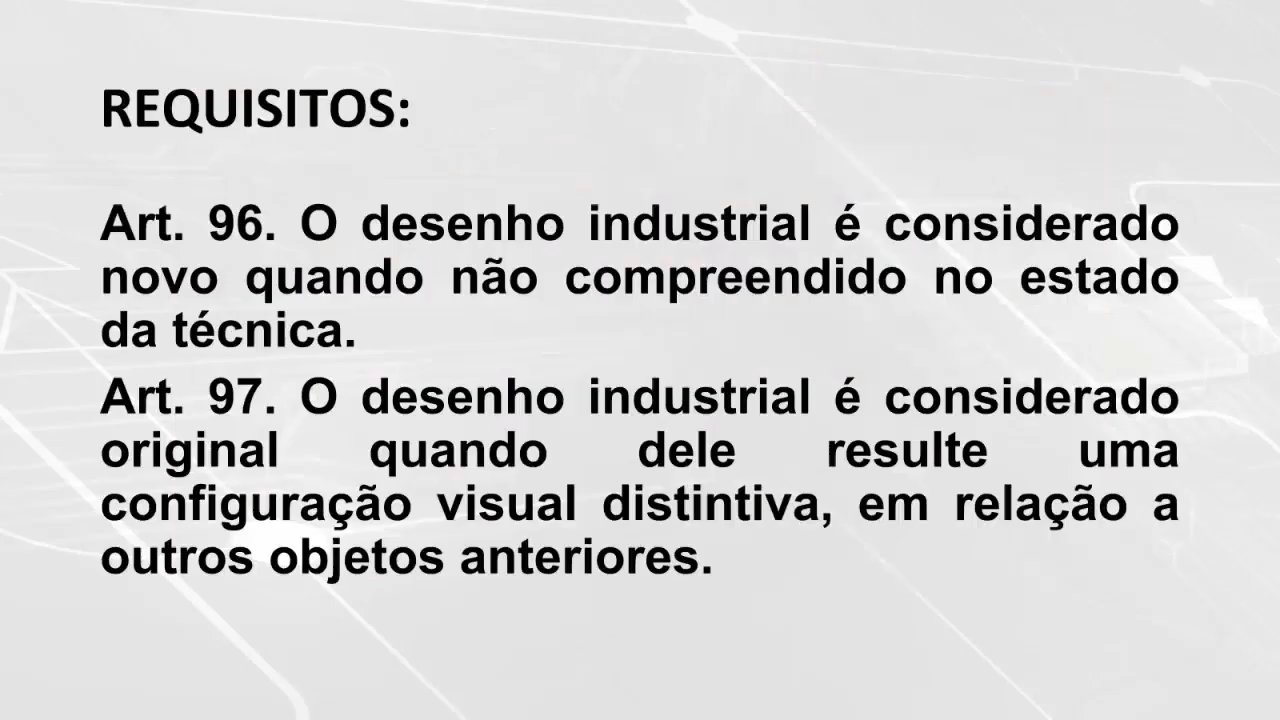 REQUISITOS:
Art. 96. O desenho industrial é considerado
novo quando não compreendido no estado
da técnica.
Art. 97. O desenho industrial é considerado
original quando dele resulte uma
configuração visual distintiva, em relação a
outros objetos anteriores.